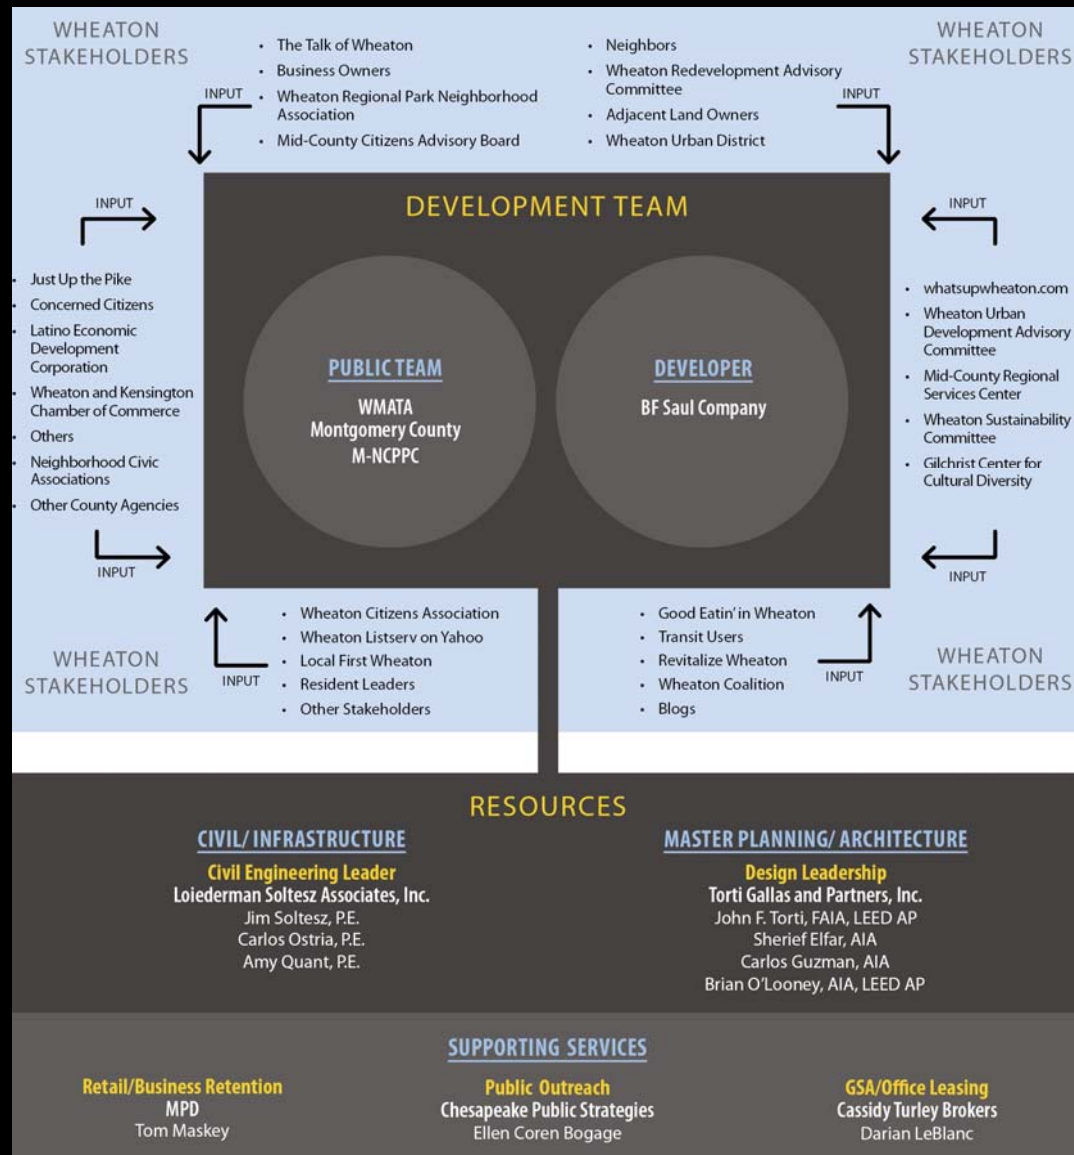 WHEATON
STAKEHOLDERS
WHEATON
STAKEHOLDERS
• The Talk of Wheaton
• Business Owners
• Wheaton Regional Park Neighborhood
Association
• Mid-County Citizens Advisory Board
• Neighbors
• Wheaton Redevelopment Advisory
Committee
• Adjacent Land Owners
• Wheaton Urban District
INPUT
INPUT
INPUT
INPUT
DEVELOPMENT TEAM
• Just Up the Pike
• Concerned Citizens
• Latino Economic
Development
Corporation
• Wheaton and Kensington
Chamber of Commerce
• Others
• Neighborhood Civic
Associations
• Other County Agencies
PUBLIC TEAM
WMATA
Montgomery County
M-NCPPC
DEVELOPER
BF Saul Company
• whatsupwheaton.com
• Wheaton Urban
Development Advisory
Committee
• Mid-County Regional
Services Center
• Wheaton Sustainability
Committee
• Gilchrist Center for
Cultural Diversity
INPUT
INPUT
WHEATON
STAKEHOLDERS
INPUT
• Wheaton Citizens Association
• Wheaton Listserv on Yahoo
• Local First Wheaton
• Resident Leaders
• Other Stakeholders
• Good Eatin' in Wheaton
• Transit Users
• Revitalize Wheaton
• Wheaton Coalition
• Blogs
INPUT
WHEATON
STAKEHOLDERS
RESOURCES
CIVIL/ INFRASTRUCTURE
Civil Engineering Leader
Loiederman Soltesz Associates, Inc.
Jim Soltesz, P.E.
Carlos Ostria, P.E.
Amy Quant, P.E.
MASTER PLANNING/ ARCHITECTURE
Design Leadership
Torti Gallas and Partners, Inc.
John F. Torti, FAIA, LEED AP
Sherief Elfar, AIA
Carlos Guzman, AIA
Brian O'Looney, AIA, LEED AP
SUPPORTING SERVICES
Retail/Business Retention
MPD
Tom Maskey
Public Outreach
Chesapeake Public Strategies
Ellen Coren Bogage
GSA/Office Leasing
Cassidy Turley Brokers
Darian LeBlanc